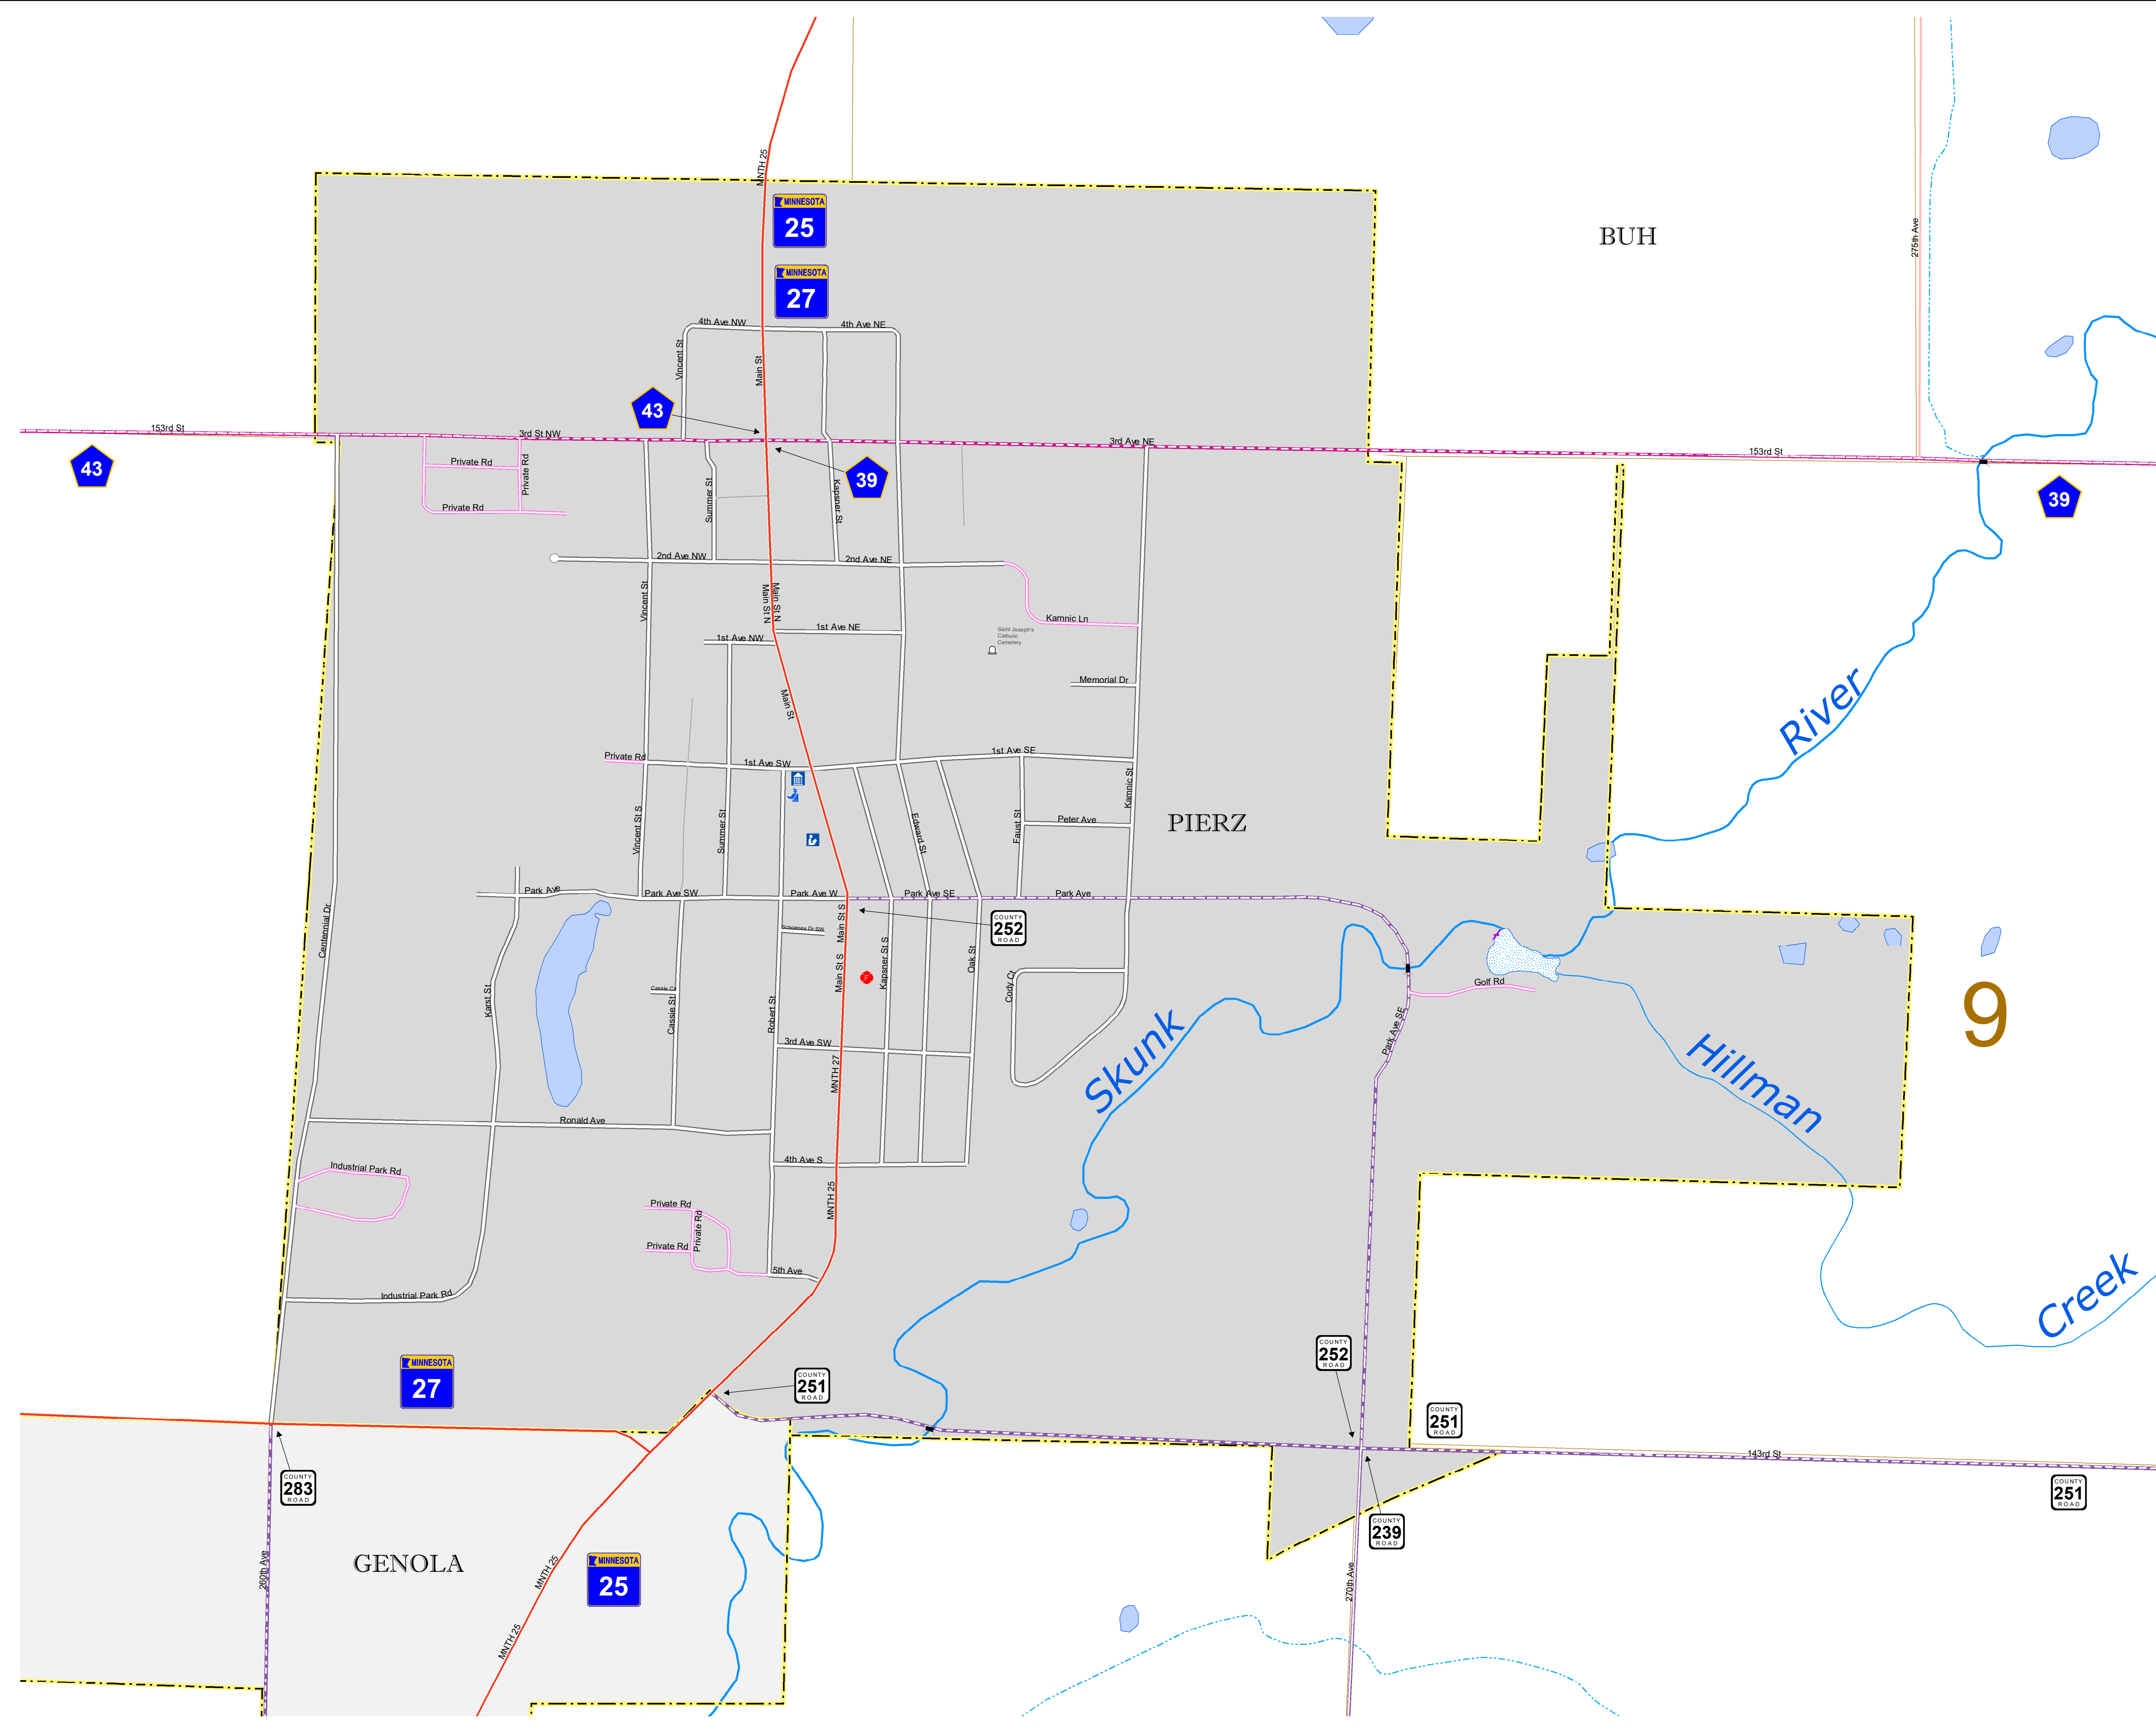 MNTH 25
MINNESOTA
25
BUH
275th Ave
MINNESOTA
27
4th Ave NW
4th Ave NE
Vincent St
Main St
43
153rd St
3rd St NW
3rd Ave NE
153rd St
43
Private Rd
Private Rd
39
39
Private Rd
Summer St
Kapsner St
2nd Ave NW
2nd Ave NE
Vincent St
Main St N
Main St N
Kamnic Ln
1st Ave NE
1st Ave NW
Saint Joseph's
Catholic
Cemetery
Memorial Dr
Main St
River
Private Rd
1st Ave SW
1st Ave SE
Kamnic St
Vincent St S
Summer St
Edward St
Faust St
Peter Ave
PIERZ
Park Ave
Park Ave SW
Park Ave W
Park Ave SE
Park Ave
Centennial Dr
Main St S
COUNTY
252
ROAD
Main St S
Kapsner St S
Oak St
Cody Ct
Golf Rd
9
Karst St
Cassie St
Robert St
Park Ave SE
Skunk
Hillman
3rd Ave SW
MNTH 27
Ronald Ave
4th Ave S
Industrial Park Rd
Private Rd
MNTH 25
Private Rd
Private Rd
5th Ave
Industrial Park Rd
Creek
COUNTY
252
ROAD
MINNESOTA
27
COUNTY
251
ROAD
COUNTY
251
ROAD
143rd St
COUNTY
283
ROAD
COUNTY
251
ROAD
COUNTY
239
ROAD
GENOLA
260th Ave
MNTH 25
MINNESOTA
25
270th Ave
MNTH 25